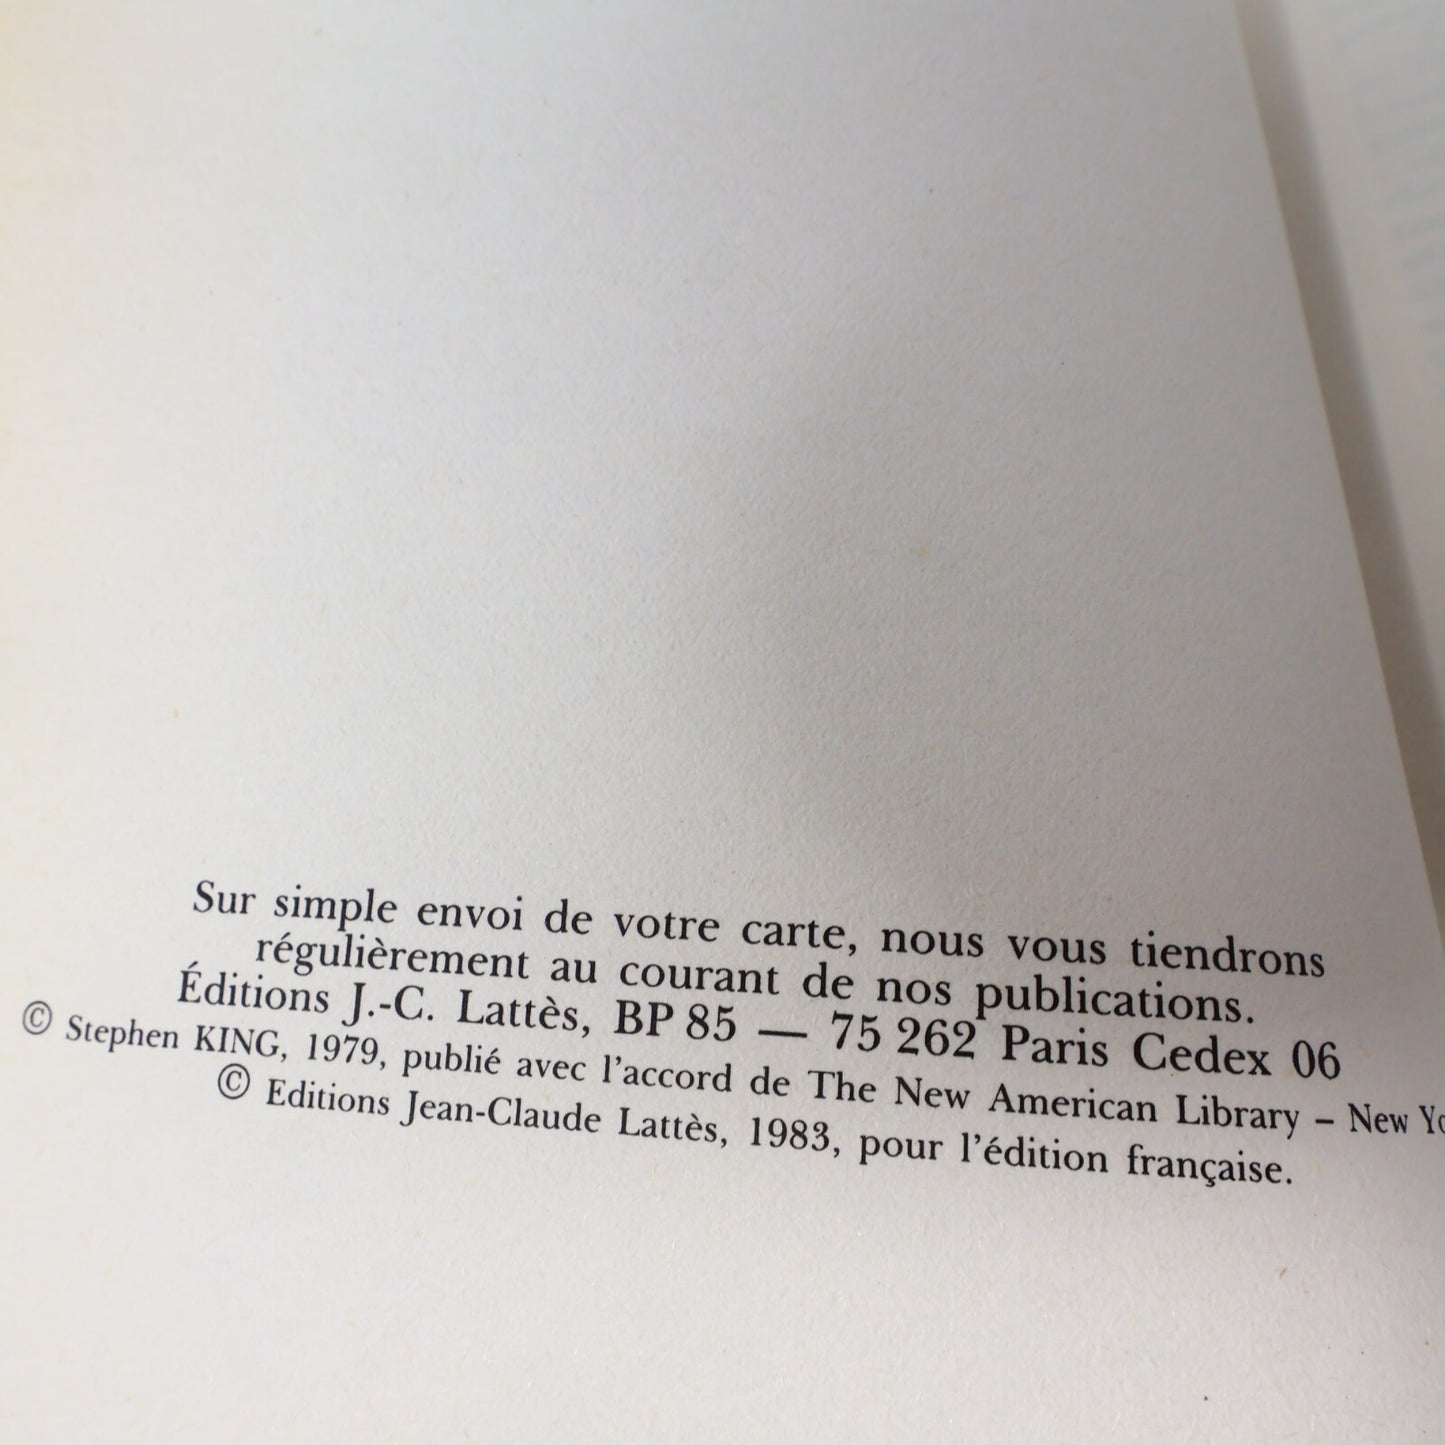 Sur simple envoi de votre carte, nous vous tiendrons
régulièrement au courant de nos publications.
Éditions J.-C. Lattès, BP 85 — 75 262 Paris Cedex 06
© Stephen KING, 1979, publié avec l'accord de The New American Library – New
© Editions Jean-Claude Lattès, 1983, pour l'édition française.